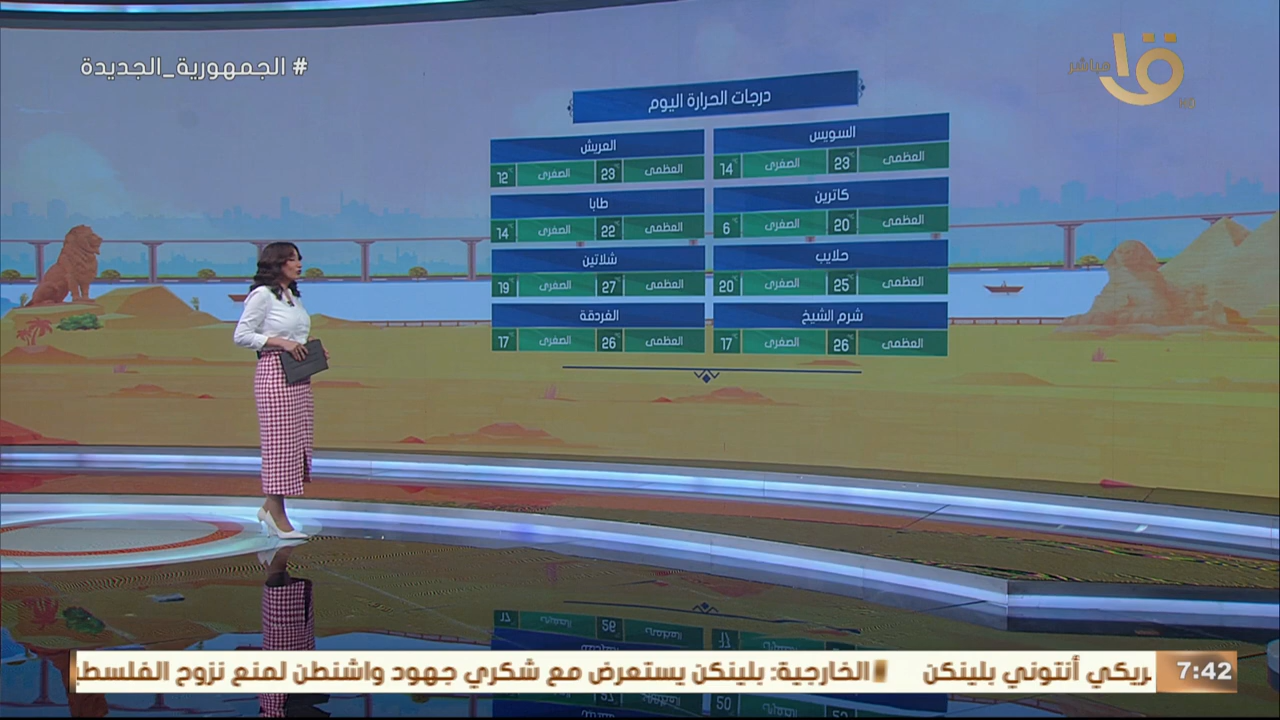 # الجمهورية_الجديدة
مباشر
درجات الحرارة اليوم
السويس
العظمى 23 الصغرى 14
العريش
العظمى 23 الصغرى 12
كاترين
العظمى 20 الصغرى 6
طابا
العظمى 22 الصغرى 14
حلايب
العظمى 25 الصغرى 20
شلاتين
العظمى 27 الصغرى 19
شرم الشيخ
العظمى 26 الصغرى 17
الغردقة
العظمى 26 الصغرى 17
7:42 ريكي أنتوني بلينكن الخارجية: بلينكن يستعرض مع شكري جهود واشنطن لمنع نزوح الفلسط